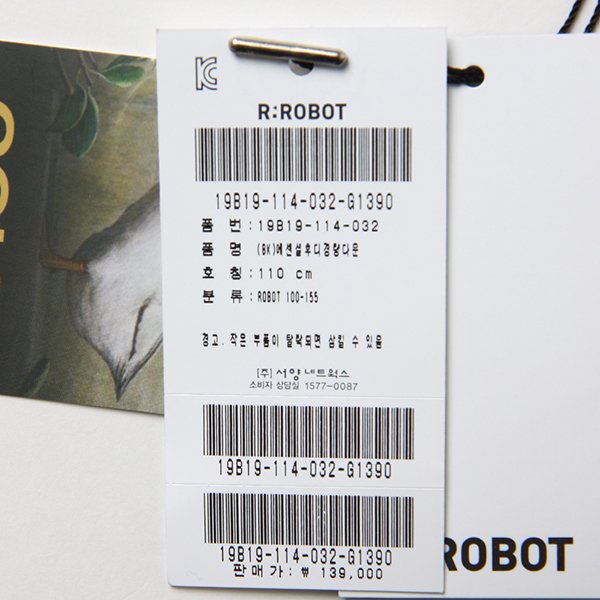 R:ROBOT
19B19-114-032-G1390
품 번 : 19B19-114-032
품 명 (BK)에센셜후디경량다운
호 칭 : 110 cm
분 류 : ROBOT 100-155
경고. 작은 부품이 탈락되면 삼킬 수 있음
[주] 서양네트웍스
소비자 상담실 1577-0087
19B19-114-032-G1390
19B19-114-032-G1390
판매가 : ₩ 139,000
:ROBOT